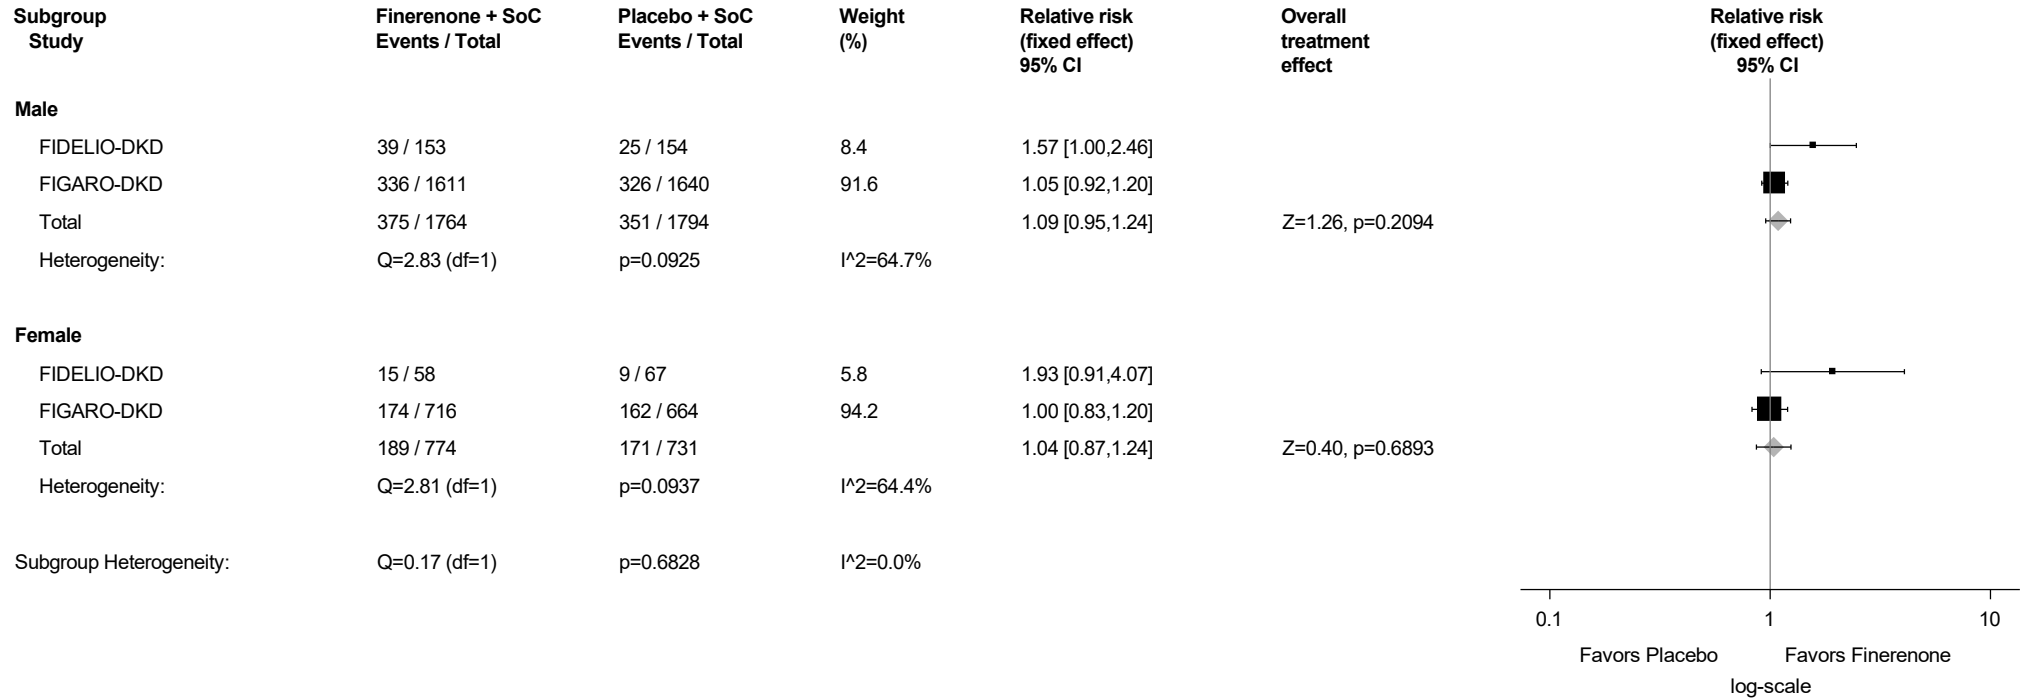 Subgroup Finerenone + SoC Placebo + SoC Weight Relative risk Overall Relative risk
Study Events / Total Events / Total (%) (fixed effect) treatment (fixed effect)
95% CI effect 95% CI
Male
FIDELIO-DKD 39 / 153 25 / 154 8.4 1.57 [1.00,2.46]
FIGARO-DKD 336 / 1611 326 / 1640 91.6 1.05 [0.92,1.20]
Total 375 / 1764 351 / 1794 1.09 [0.95,1.24] Z=1.26, p=0.2094
Heterogeneity: Q=2.83 (df=1) p=0.0925 I^2=64.7%
Female
FIDELIO-DKD 15 / 58 9 / 67 5.8 1.93 [0.91,4.07]
FIGARO-DKD 174 / 716 162 / 664 94.2 1.00 [0.83,1.20]
Total 189 / 774 171 / 731 1.04 [0.87,1.24] Z=0.40, p=0.6893
Heterogeneity: Q=2.81 (df=1) p=0.0937 I^2=64.4%
Subgroup Heterogeneity: Q=0.17 (df=1) p=0.6828 I^2=0.0%
0.1 1 10
Favors Placebo Favors Finerenone
log-scale